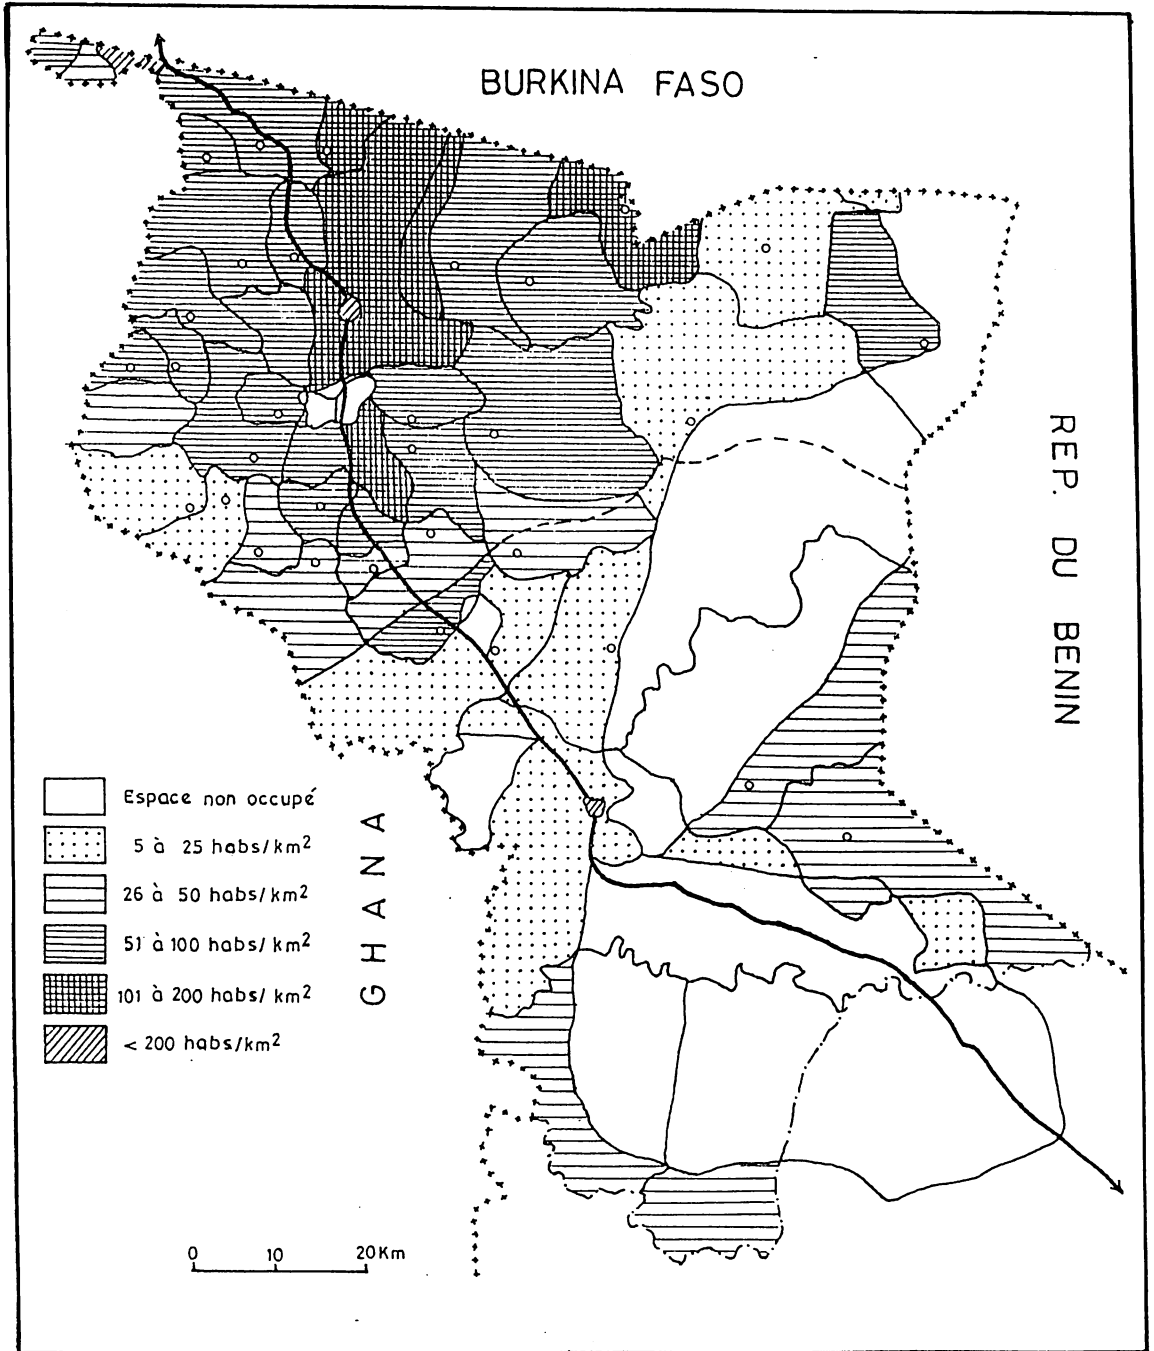 BURKINA FASO
REP. DU BENIN
GHANA
Espace non occupé
5 à 25 habs/km²
26 à 50 habs/km²
51 à 100 habs/km²
101 à 200 habs/km²
< 200 habs/km²
0 10 20Km